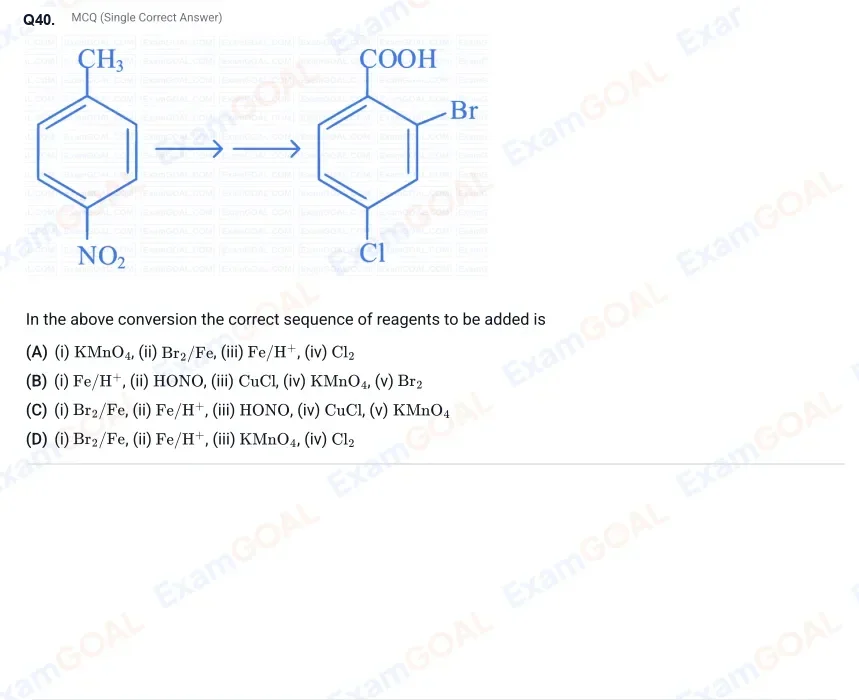 Q40. MCQ (Single Correct Answer)
CH₃
COOH
Br
NO₂
Cl
In the above conversion the correct sequence of reagents to be added is
(A) (i) KMnO₄, (ii) Br₂/Fe, (iii) Fe/H⁺, (iv) Cl₂
(B) (i) Fe/H⁺, (ii) HONO, (iii) CuCl, (iv) KMnO₄, (v) Br₂
(C) (i) Br₂/Fe, (ii) Fe/H⁺, (iii) HONO, (iv) CuCl, (v) KMnO₄
(D) (i) Br₂/Fe, (ii) Fe/H⁺, (iii) KMnO₄, (iv) Cl₂
ExamGOAL